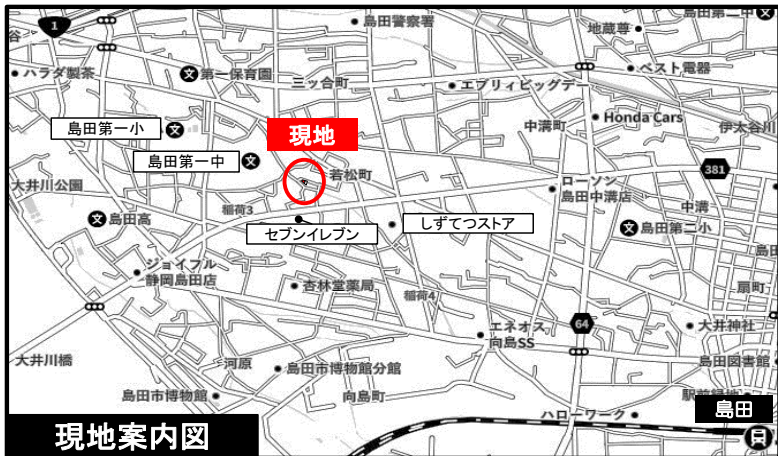 1
谷
島田警察署
島田第二中
地蔵尊
ハラダ製茶
第一保育園
三ッ合町
ベスト電器
エブリィビッグデー
Honda Cars
島田第一小
現地
中溝町
伊太谷川
島田第一中
大井川公園
若松町
381
ローソン
島田中溝店
稲荷3
島田高
しずてつストア
中溝
島田第二小
セブンイレブン
ジョイフル
静岡島田店
杏林堂薬局
稲荷4
扇町
64
エネオス
向島SS
大井神社
大井川橋
河原
島田市博物館分館
島田図書館
島田市博物館
向島町
ハローワーク
島田
現地案内図